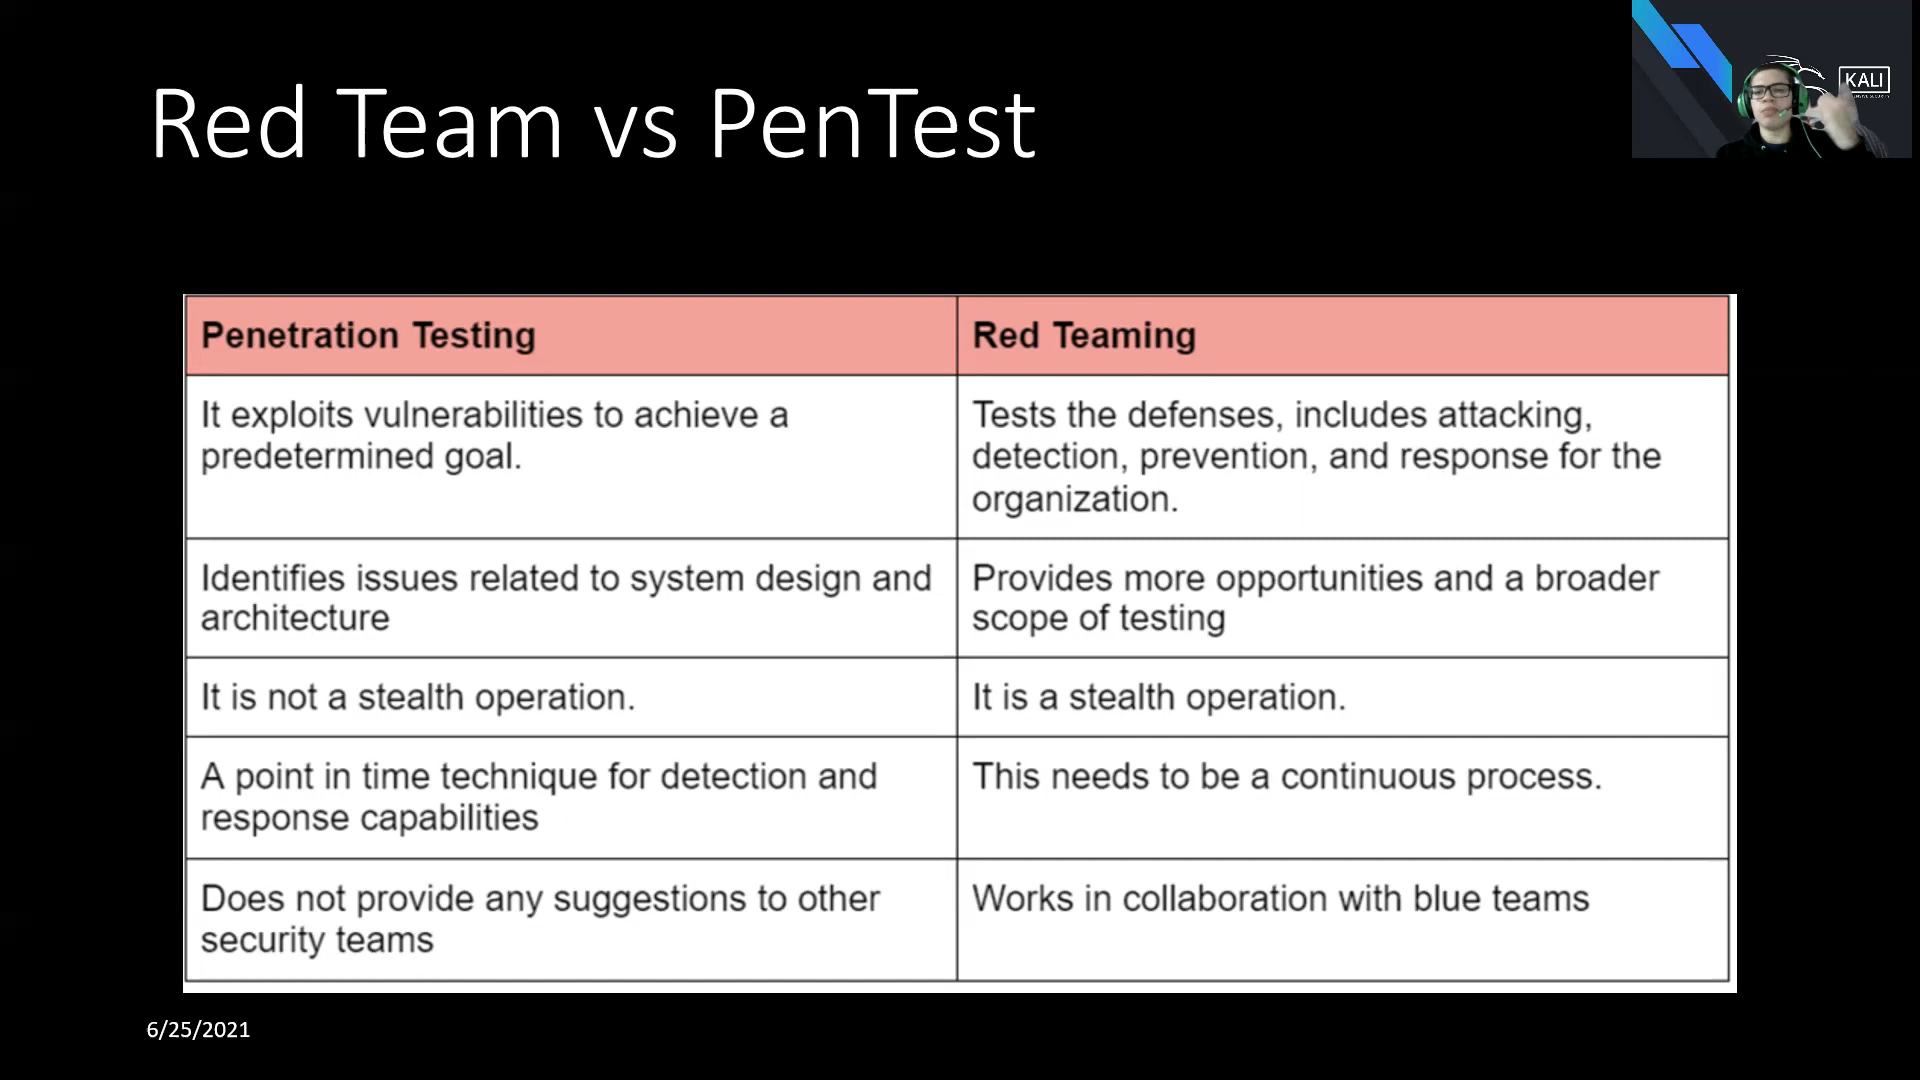 Red Team vs PenTest
KALI
Penetration Testing
Red Teaming
It exploits vulnerabilities to achieve a
predetermined goal.
Tests the defenses, includes attacking,
detection, prevention, and response for the
organization.
Identifies issues related to system design and
architecture
Provides more opportunities and a broader
scope of testing
It is not a stealth operation.
It is a stealth operation.
A point in time technique for detection and
response capabilities
This needs to be a continuous process.
Does not provide any suggestions to other
security teams
Works in collaboration with blue teams
6/25/2021